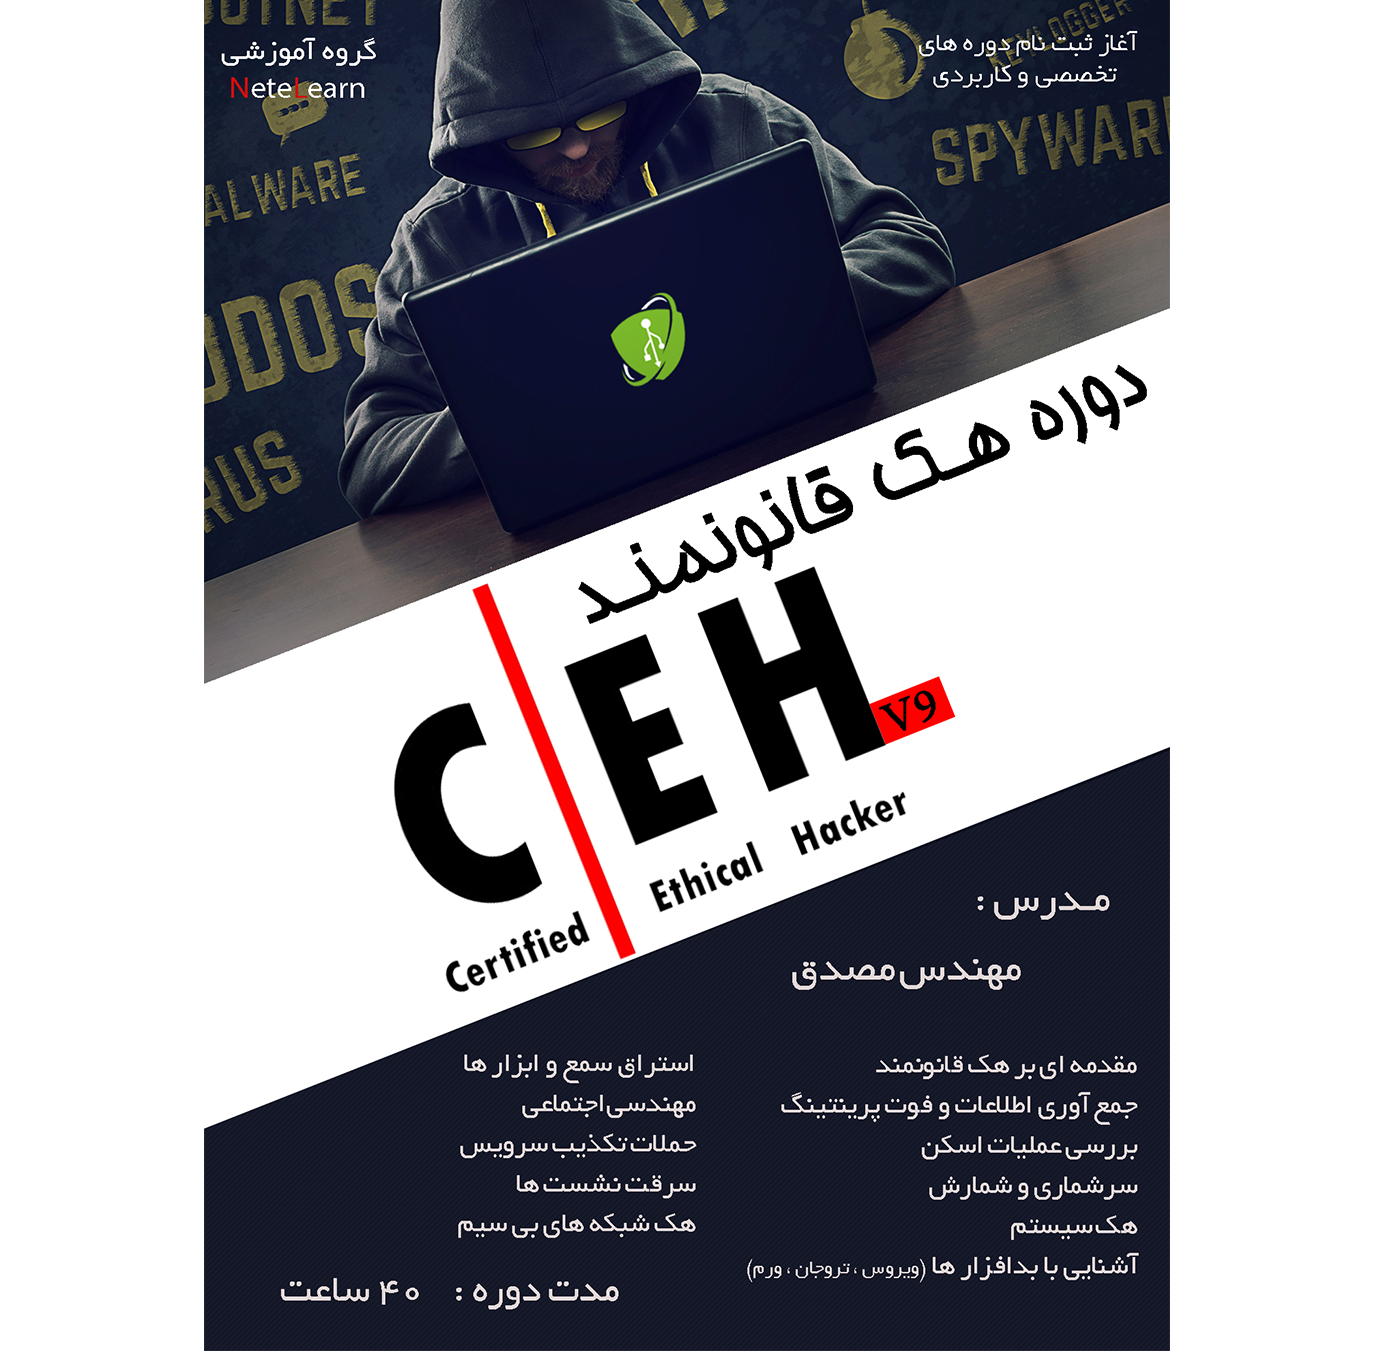 آغاز ثبت نام دوره های
تخصصی و کاربردی
گروه آموزشی
NeteLearn
KEYLOGGER
SPYWAR
ALWARE
DDOS
RUS
OTNET
دوره هک قانونمند
CEH V9
Certified Ethical Hacker
مدرس :
مهندس مصدق
مقدمه ای بر هک قانونمند
جمع آوری اطلاعات و فوت پرینتینگ
بررسی عملیات اسکن
سرشماری و شمارش
هک سیستم
آشنایی با بدافزار ها (ویروس ، تروجان ، ورم)
استراق سمع و ابزار ها
مهندسی اجتماعی
حملات تکذیب سرویس
سرقت نشست ها
هک شبکه های بی سیم
مدت دوره : ۴۰ ساعت